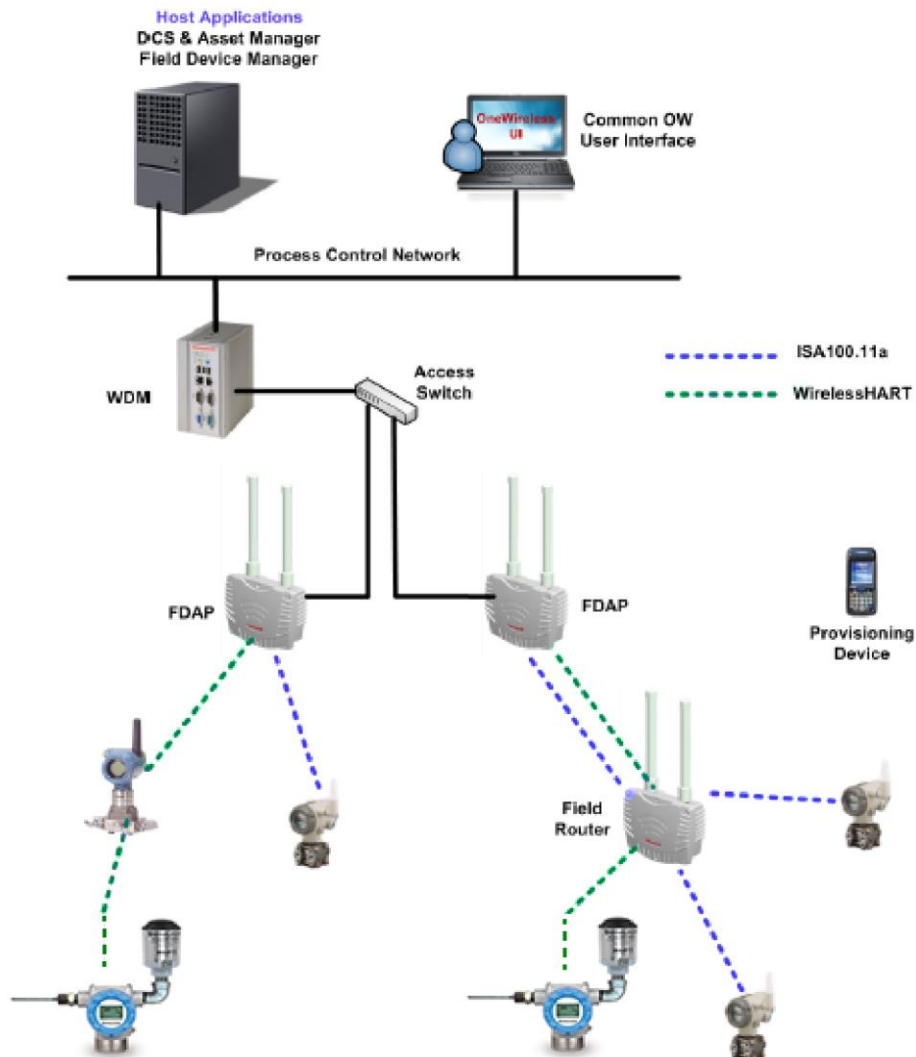 Host Applications
DCS & Asset Manager
Field Device Manager
OneWireless
UI
Common OW
User Interface
Process Control Network
WDM
Access
Switch
ISA100.11a
WirelessHART
FDAP
FDAP
Provisioning
Device
Field
Router